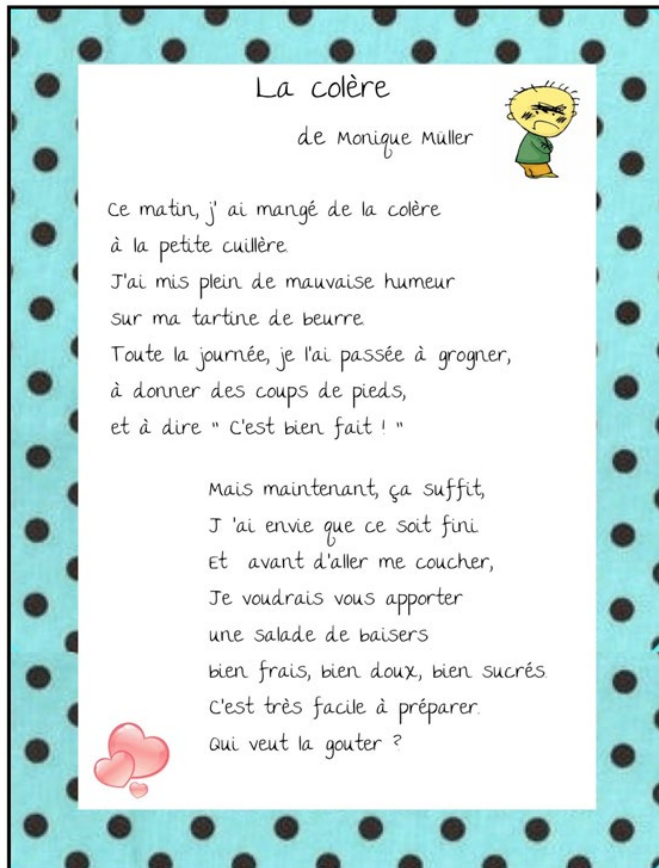 La colère
de Monique Müller
Ce matin, j' ai mangé de la colère
à la petite cuillère.
J'ai mis plein de mauvaise humeur
sur ma tartine de beurre.
Toute la journée, je l'ai passée à grogner,
à donner des coups de pieds,
et à dire " C'est bien fait ! "
Mais maintenant, ça suffit,
J 'ai envie que ce soit fini.
Et avant d'aller me coucher,
Je voudrais vous apporter
une salade de baisers
bien frais, bien doux, bien sucrés.
C'est très facile à préparer.
Qui veut la gouter ?